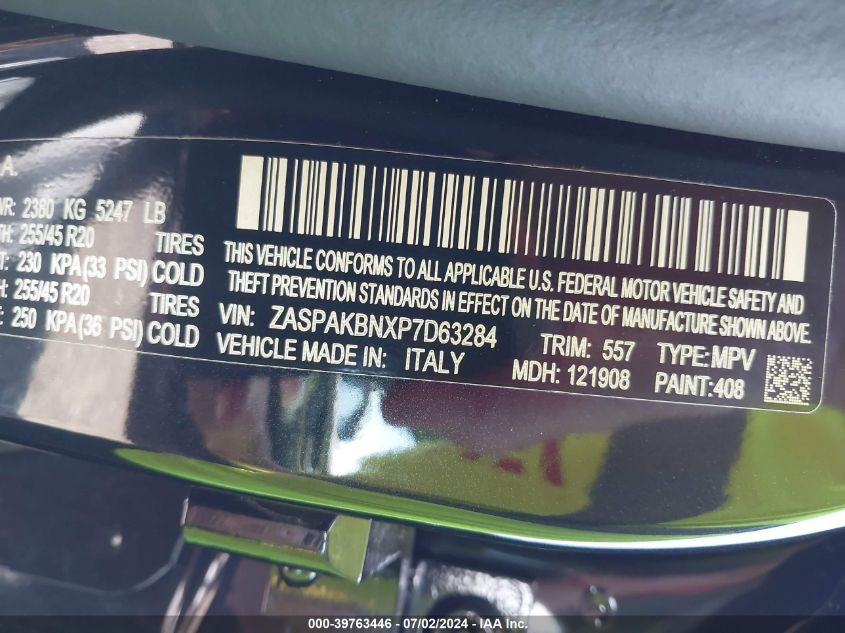 A.
WR: 2380 KG 5247 LB
TH: 255/45 R20 TIRES
T: 230 KPA(33 PSI) COLD
H: 255/45 R20 TIRES
T: 250 KPA(36 PSI) COLD
THIS VEHICLE CONFORMS TO ALL APPLICABLE U.S. FEDERAL MOTOR VEHICLE SAFETY AND
THEFT PREVENTION STANDARDS IN EFFECT ON THE DATE OF MANUFACTURE SHOWN ABOVE.
VIN: ZASPAKBNXP7D63284 TRIM: 557 TYPE: MPV
VEHICLE MADE IN: ITALY MDH: 121908 PAINT: 408
000-39763446 - 07/02/2024 - IAA Inc.